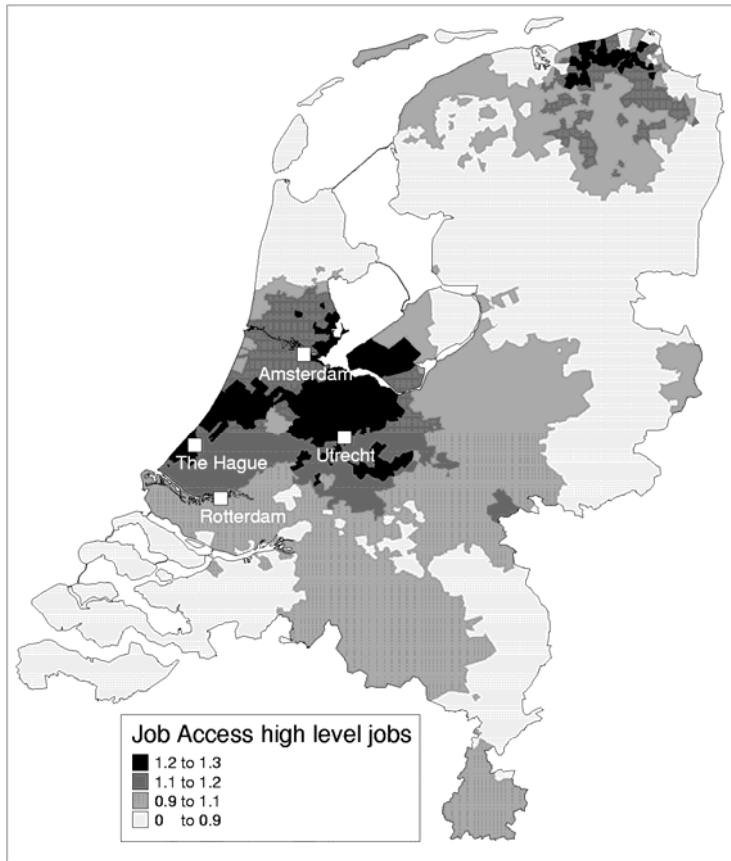 Amsterdam
Utrecht
The Hague
Rotterdam
Job Access high level jobs
1.2 to 1.3
1.1 to 1.2
0.9 to 1.1
0 to 0.9